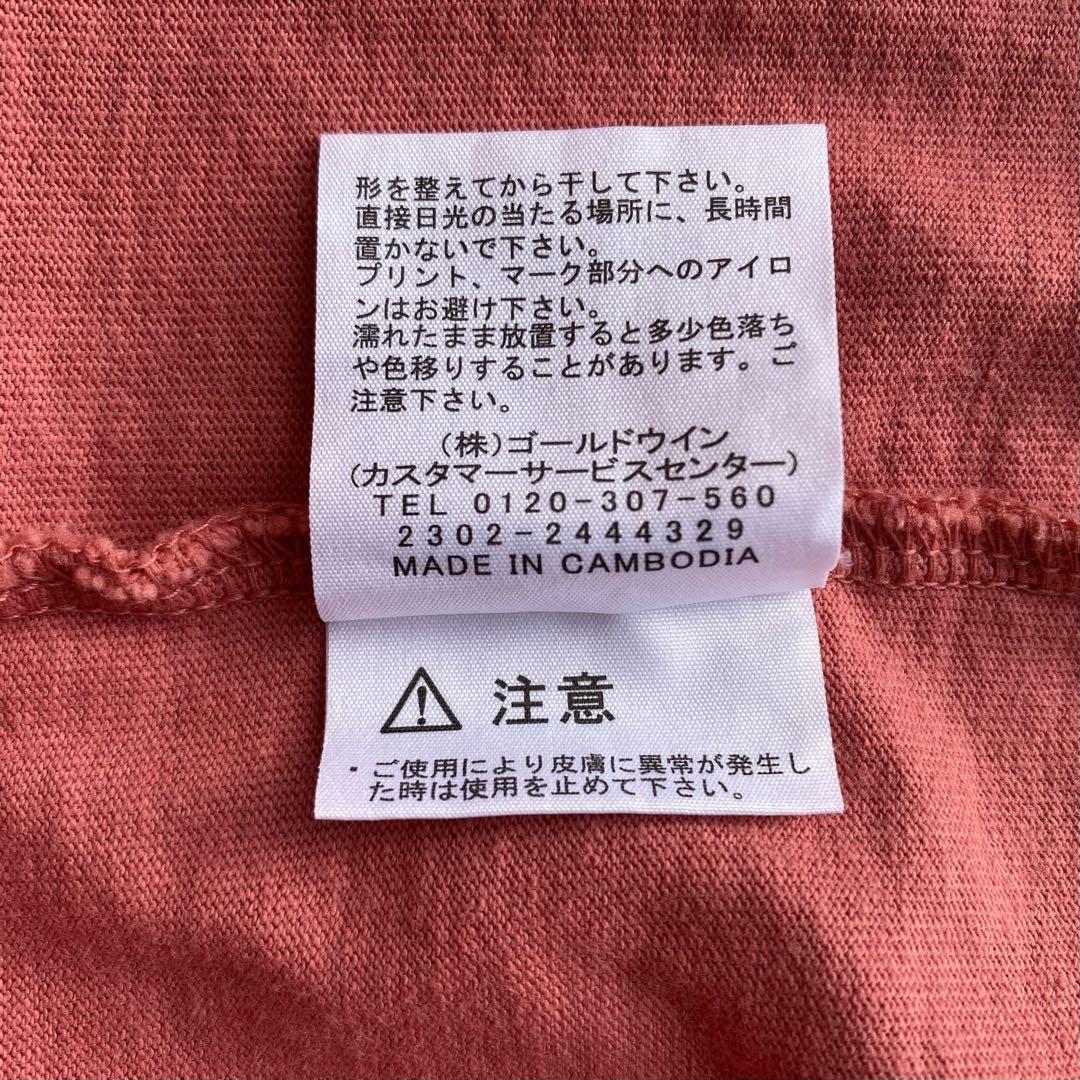 形を整えてから干して下さい。
直接日光の当たる場所に、長時間
置かないで下さい。
プリント、マーク部分へのアイロ
ンはお避け下さい。
濡れたまま放置すると多少色落ち
や色移りすることがあります。ご
注意下さい。
(株)ゴールドウイン
(カスタマーサービスセンター)
TEL 0120-307-560
2302-2444329
MADE IN CAMBODIA
注意
・ご使用により皮膚に異常が発生し
た時は使用を止めて下さい。